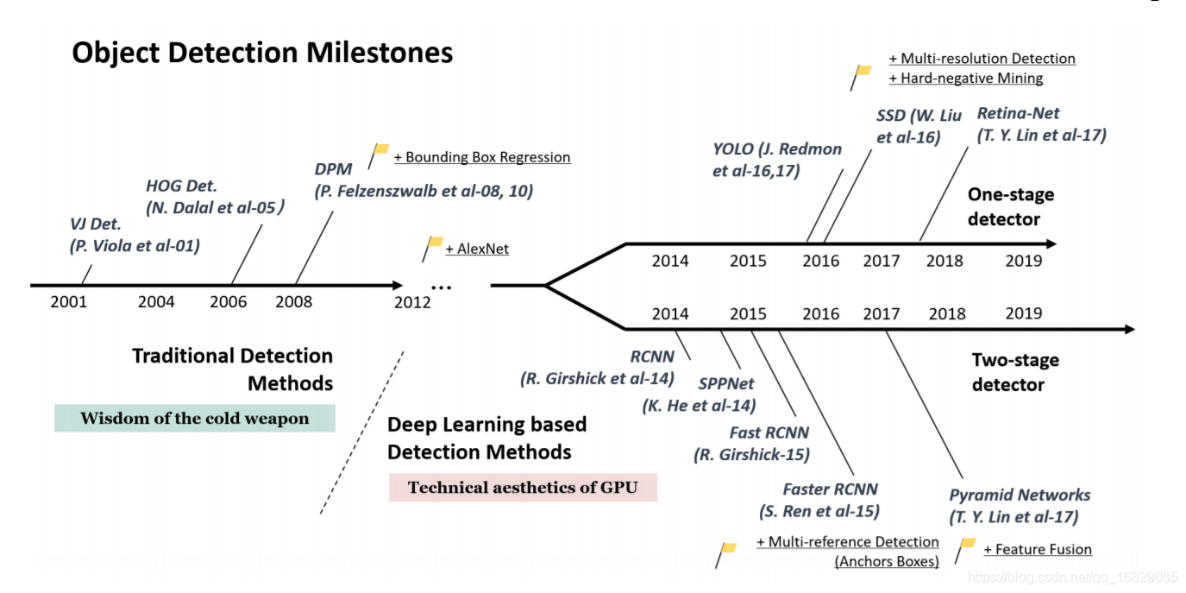 Object Detection Milestones
+ Multi-resolution Detection
+ Hard-negative Mining
SSD (W. Liu
et al-16)
Retina-Net
(T. Y. Lin et al-17)
YOLO (J. Redmon
et al-16,17)
+ Bounding Box Regression
DPM
(P. Felzenszwalb et al-08, 10)
HOG Det.
(N. Dalal et al-05)
VJ Det.
(P. Viola et al-01)
+ AlexNet
One-stage
detector
2014 2015 2016 2017 2018 2019
2001 2004 2006 2008 2012 ...
2014 2015 2016 2017 2018 2019
Traditional Detection
Methods
Wisdom of the cold weapon
Two-stage
detector
RCNN
(R. Girshick et al-14)
SPPNet
(K. He et al-14)
Deep Learning based
Detection Methods
Technical aesthetics of GPU
Fast RCNN
(R. Girshick-15)
Faster RCNN
(S. Ren et al-15)
Pyramid Networks
(T. Y. Lin et al-17)
+ Multi-reference Detection
(Anchors Boxes)
+ Feature Fusion
https://blog.csdn.net/qq_16829085